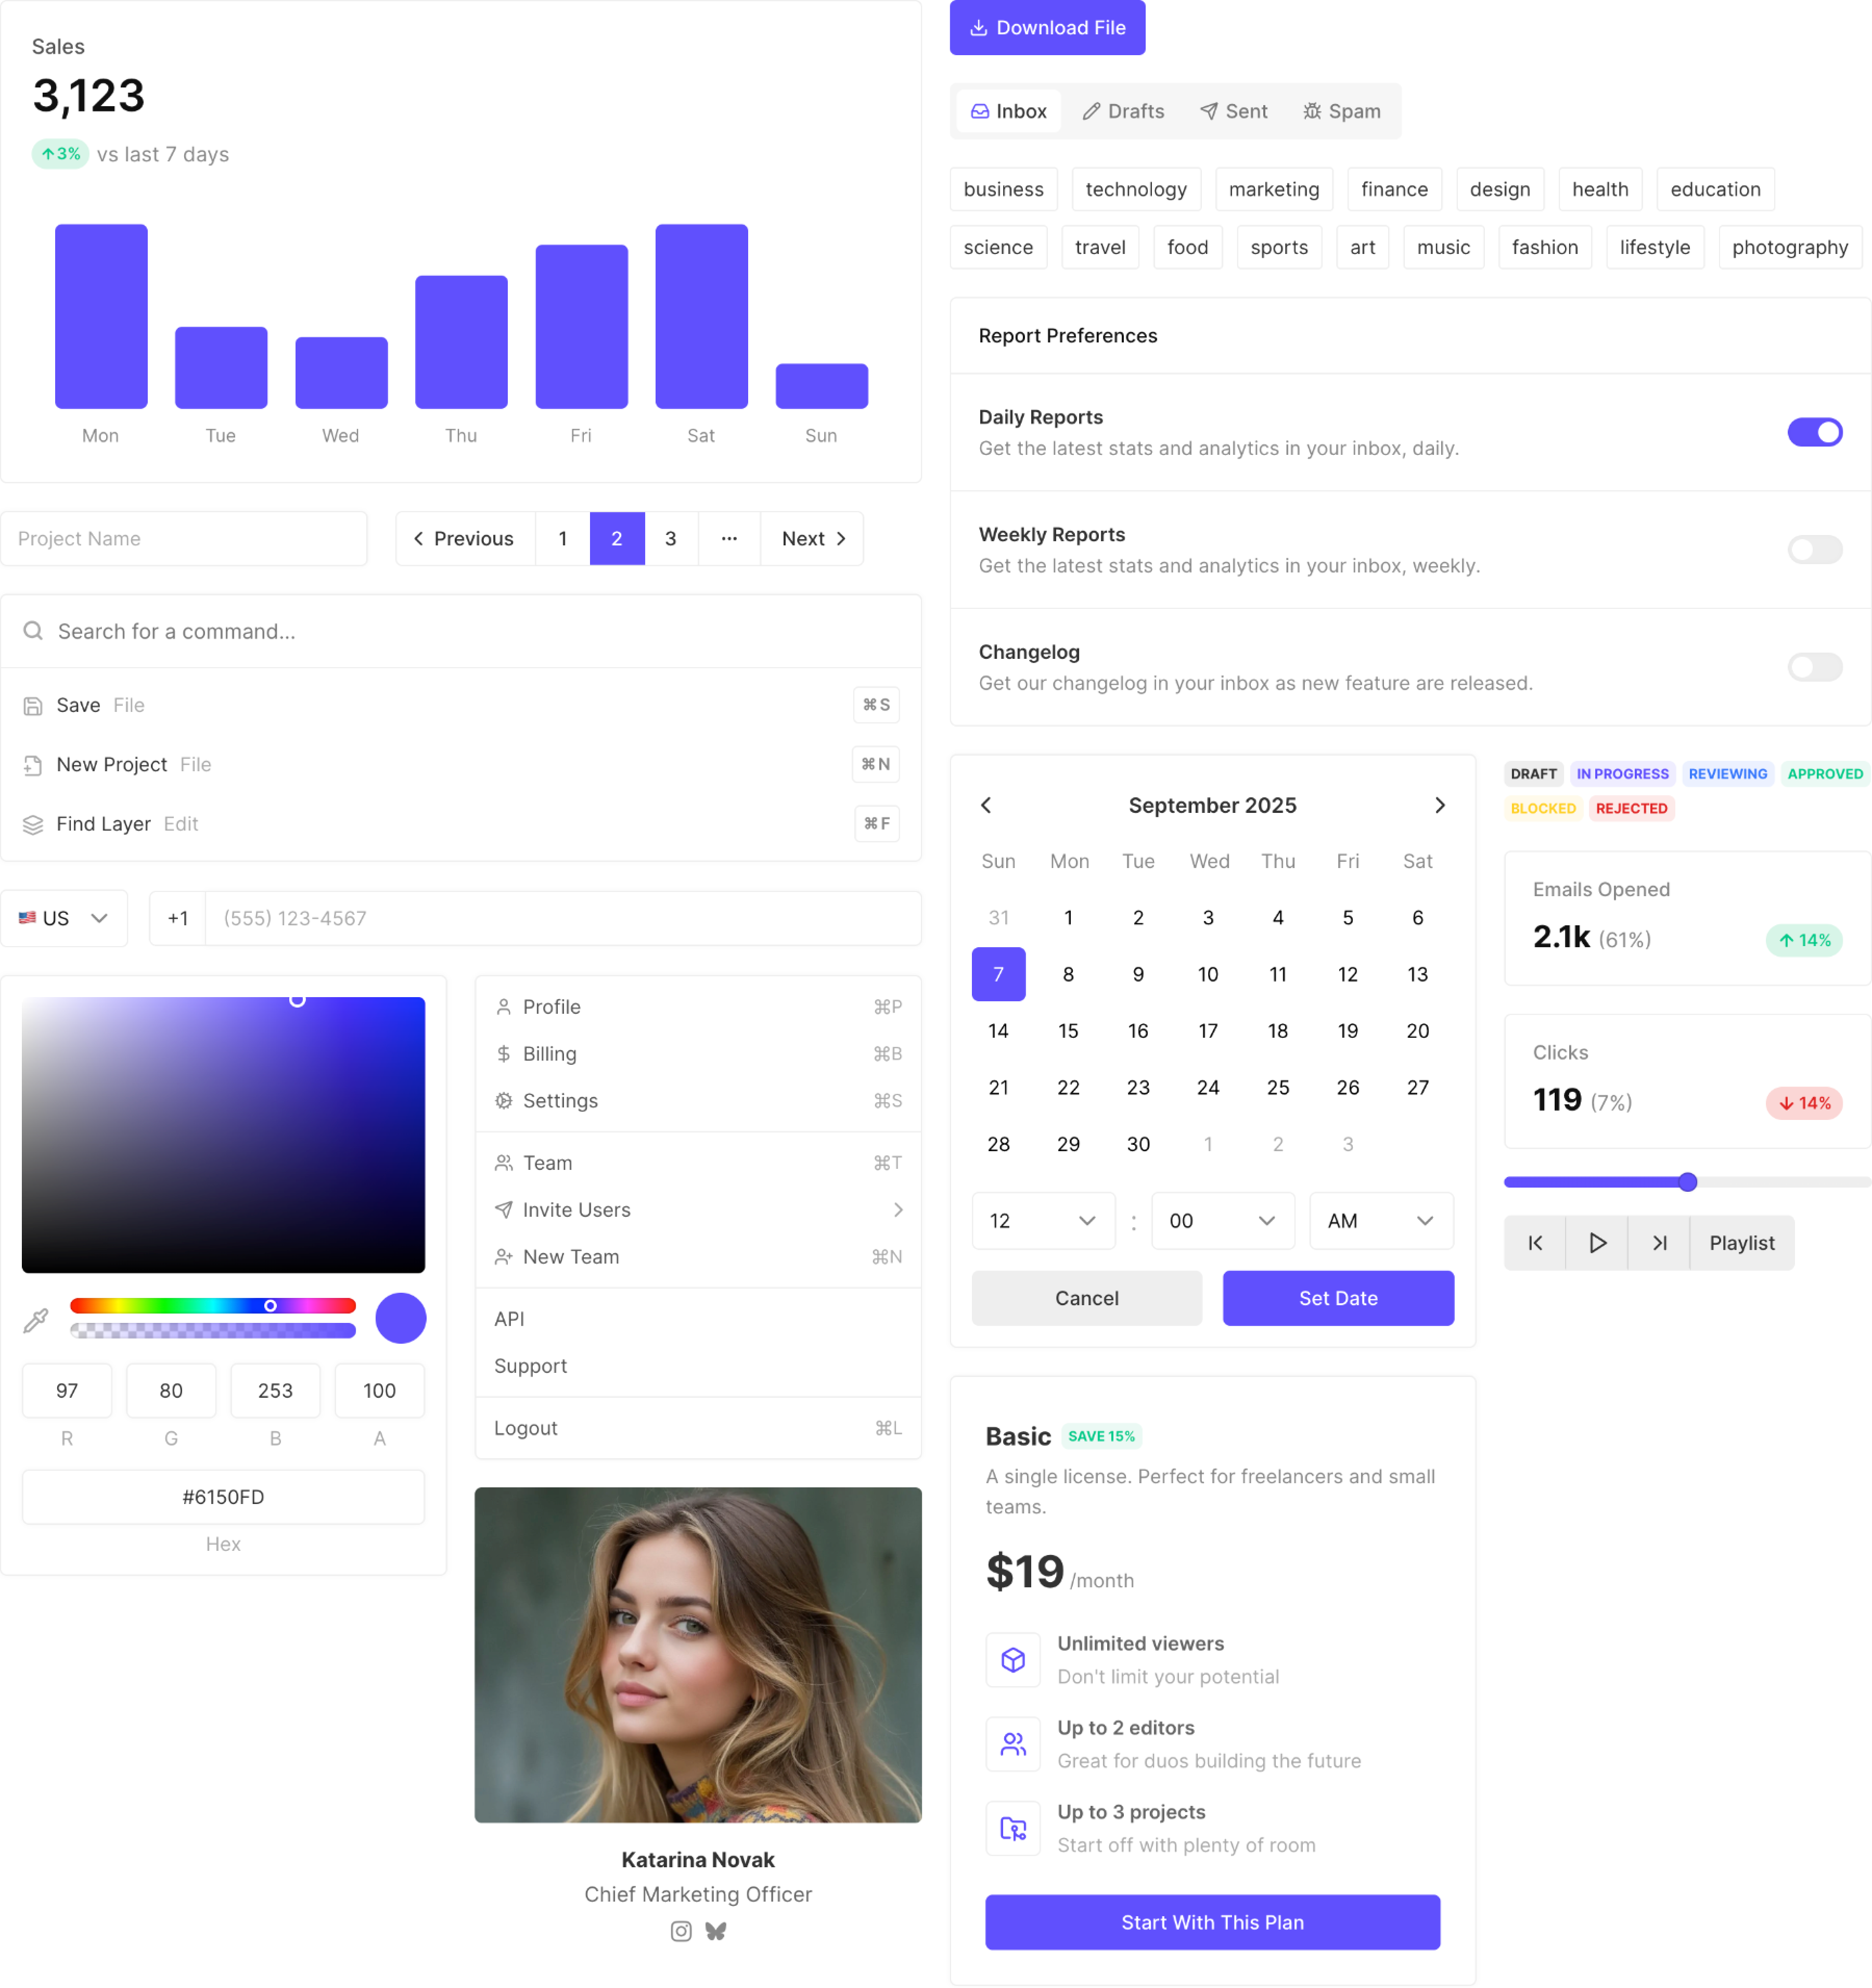 Sales
3,123
3% vs last 7 days
Mon Tue Wed Thu Fri Sat Sun
Project Name
Previous 1 2 3 ··· Next
Search for a command...
Save File ⌘S
New Project File ⌘N
Find Layer Edit ⌘F
US +1 (555) 123-4567
97 80 253 100
R G B A
#6150FD
Hex
Profile ⌘P
Billing ⌘B
Settings ⌘S
Team ⌘T
Invite Users
New Team ⌘N
API
Support
Logout ⌘L
Katarina Novak
Chief Marketing Officer
Download File
Inbox Drafts Sent Spam
business technology marketing finance design health education
science travel food sports art music fashion lifestyle photography
Report Preferences
Daily Reports
Get the latest stats and analytics in your inbox, daily.
Weekly Reports
Get the latest stats and analytics in your inbox, weekly.
Changelog
Get our changelog in your inbox as new feature are released.
September 2025
Sun Mon Tue Wed Thu Fri Sat
31 1 2 3 4 5 6
7 8 9 10 11 12 13
14 15 16 17 18 19 20
21 22 23 24 25 26 27
28 29 30 1 2 3
12 : 00 AM
Cancel Set Date
DRAFT IN PROGRESS REVIEWING APPROVED
BLOCKED REJECTED
Emails Opened
2.1k (61%) 14%
Clicks
119 (7%) 14%
Playlist
Basic SAVE 15%
A single license. Perfect for freelancers and small
teams.
$19 /month
Unlimited viewers
Don't limit your potential
Up to 2 editors
Great for duos building the future
Up to 3 projects
Start off with plenty of room
Start With This Plan